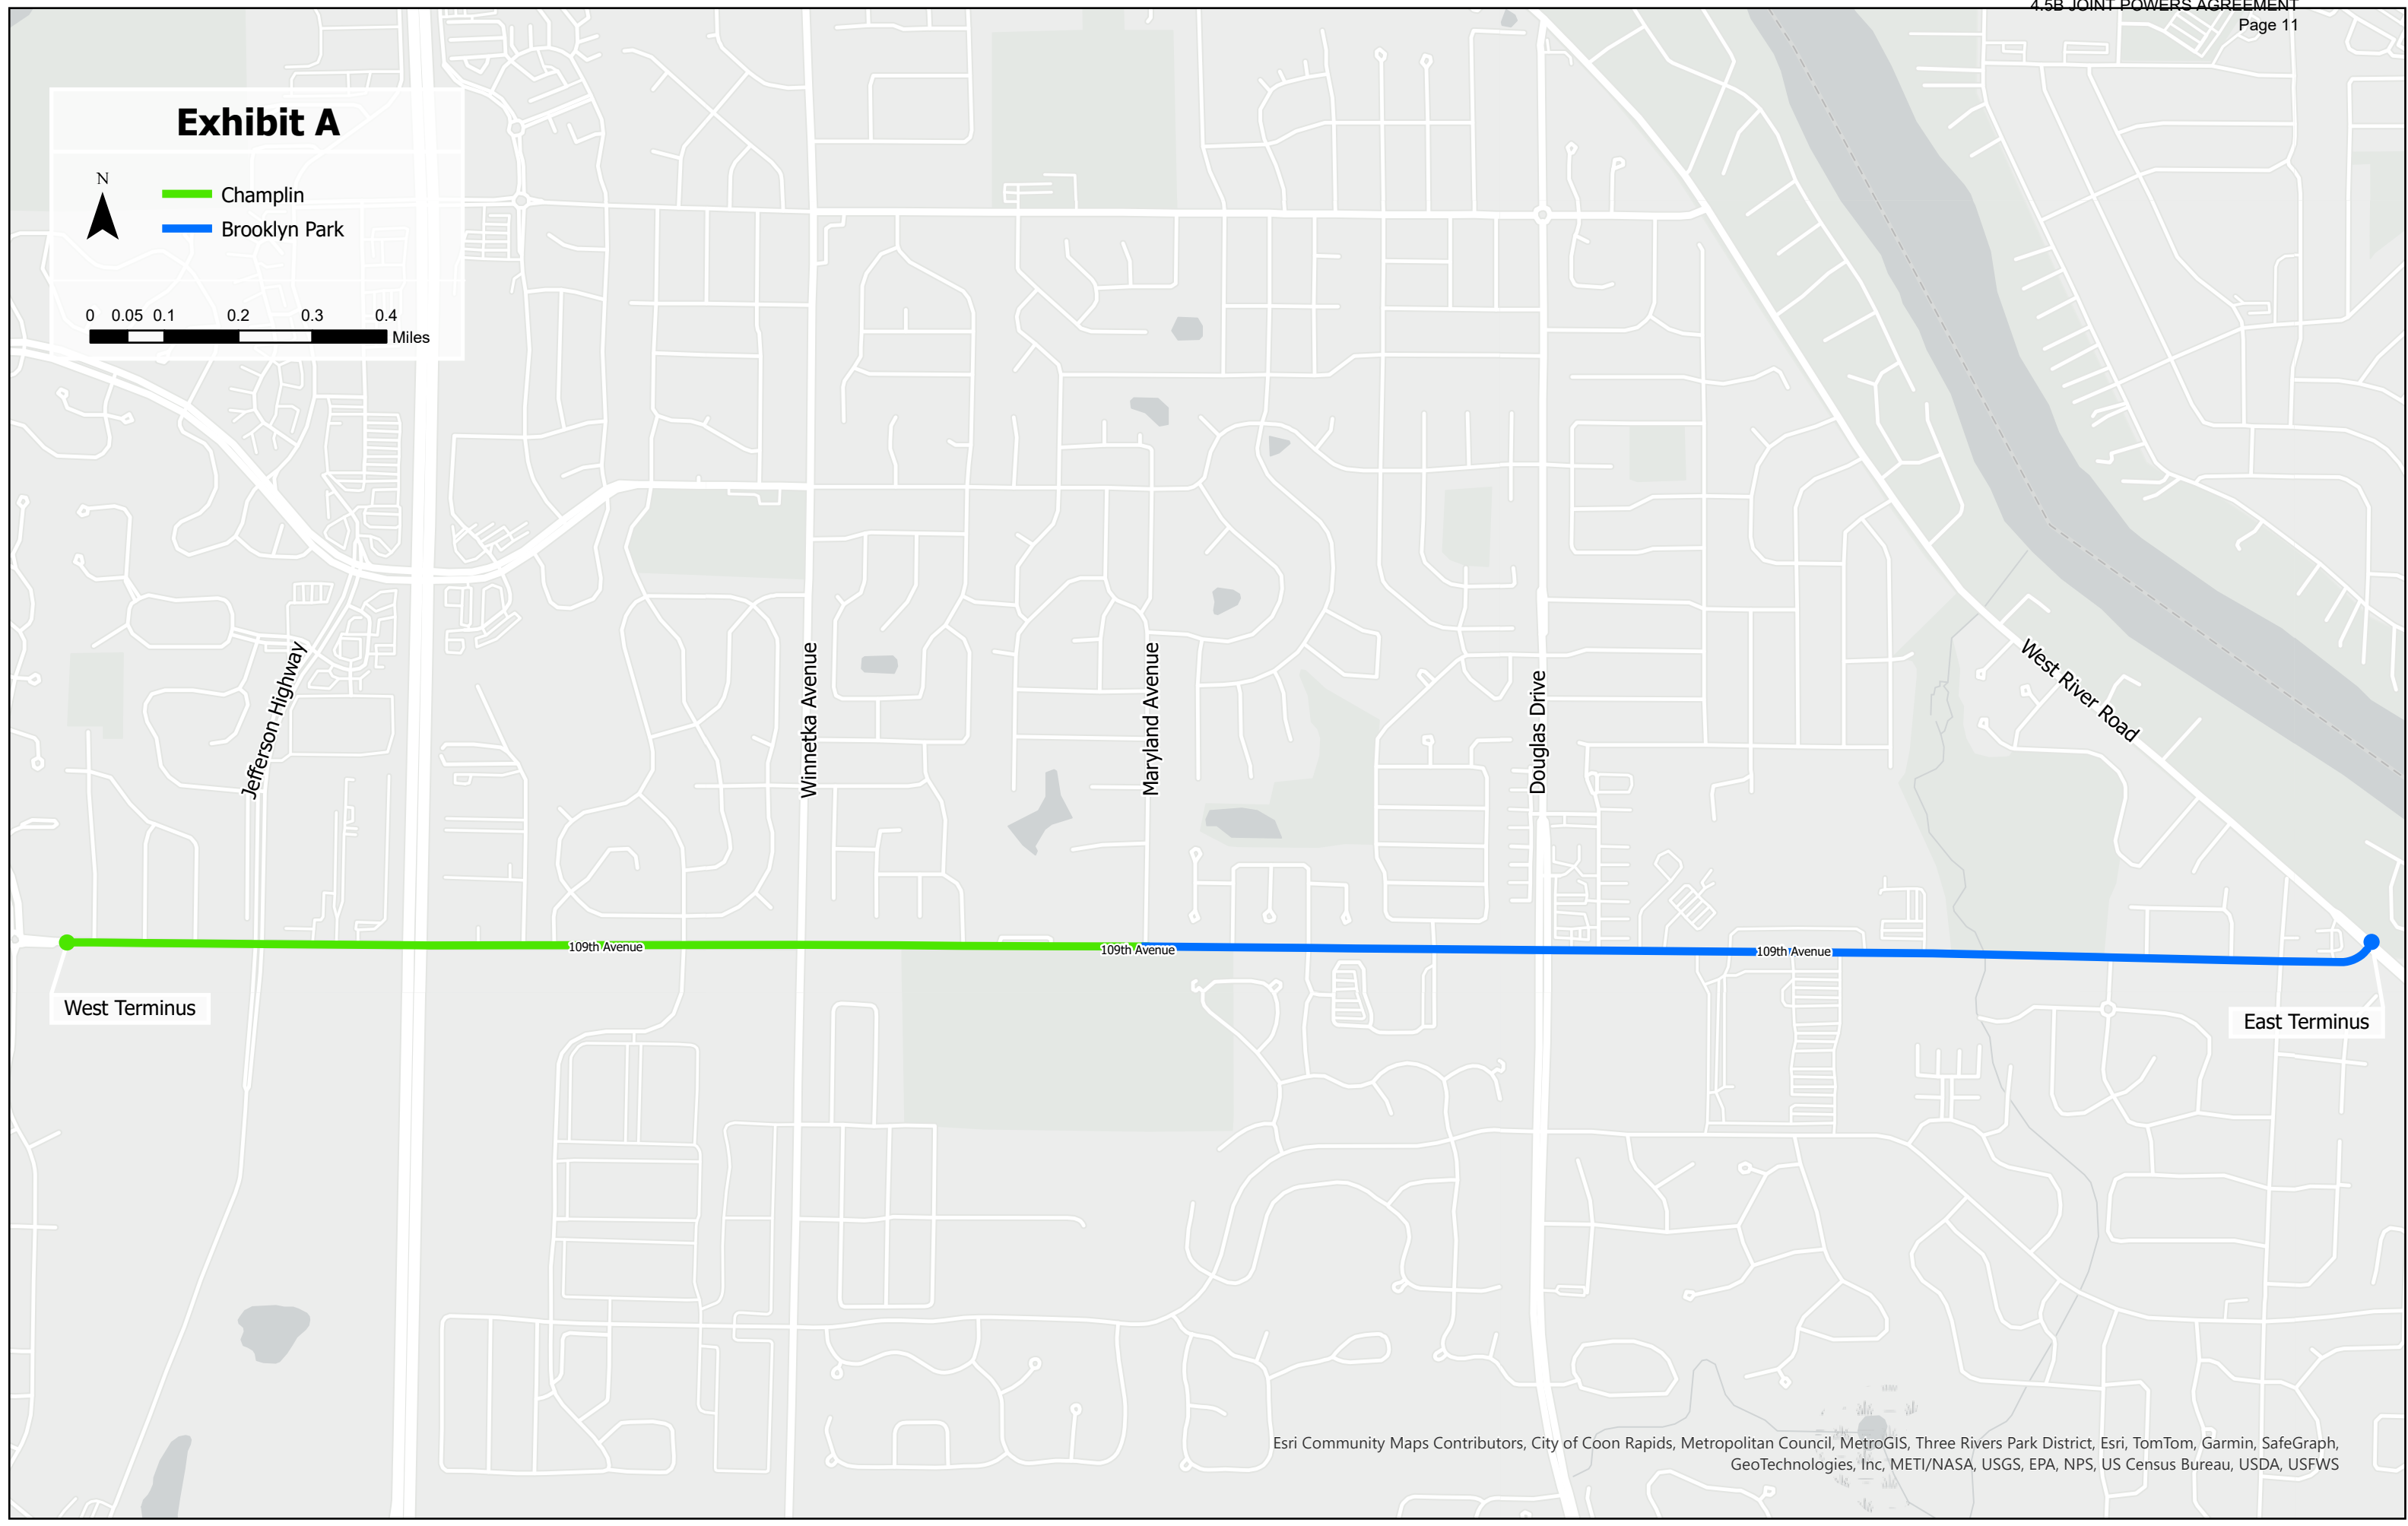 4.5B JOINT POWERS AGREEMENT
Page 11
Exhibit A
N
Champlin
Brooklyn Park
0 0.05 0.1 0.2 0.3 0.4
Miles
Jefferson Highway
Winnetka Avenue
Maryland Avenue
Douglas Drive
West River Road
109th Avenue
109th Avenue
109th Avenue
West Terminus
East Terminus
Esri Community Maps Contributors, City of Coon Rapids, Metropolitan Council, MetroGIS, Three Rivers Park District, Esri, TomTom, Garmin, SafeGraph,
GeoTechnologies, Inc, METI/NASA, USGS, EPA, NPS, US Census Bureau, USDA, USFWS